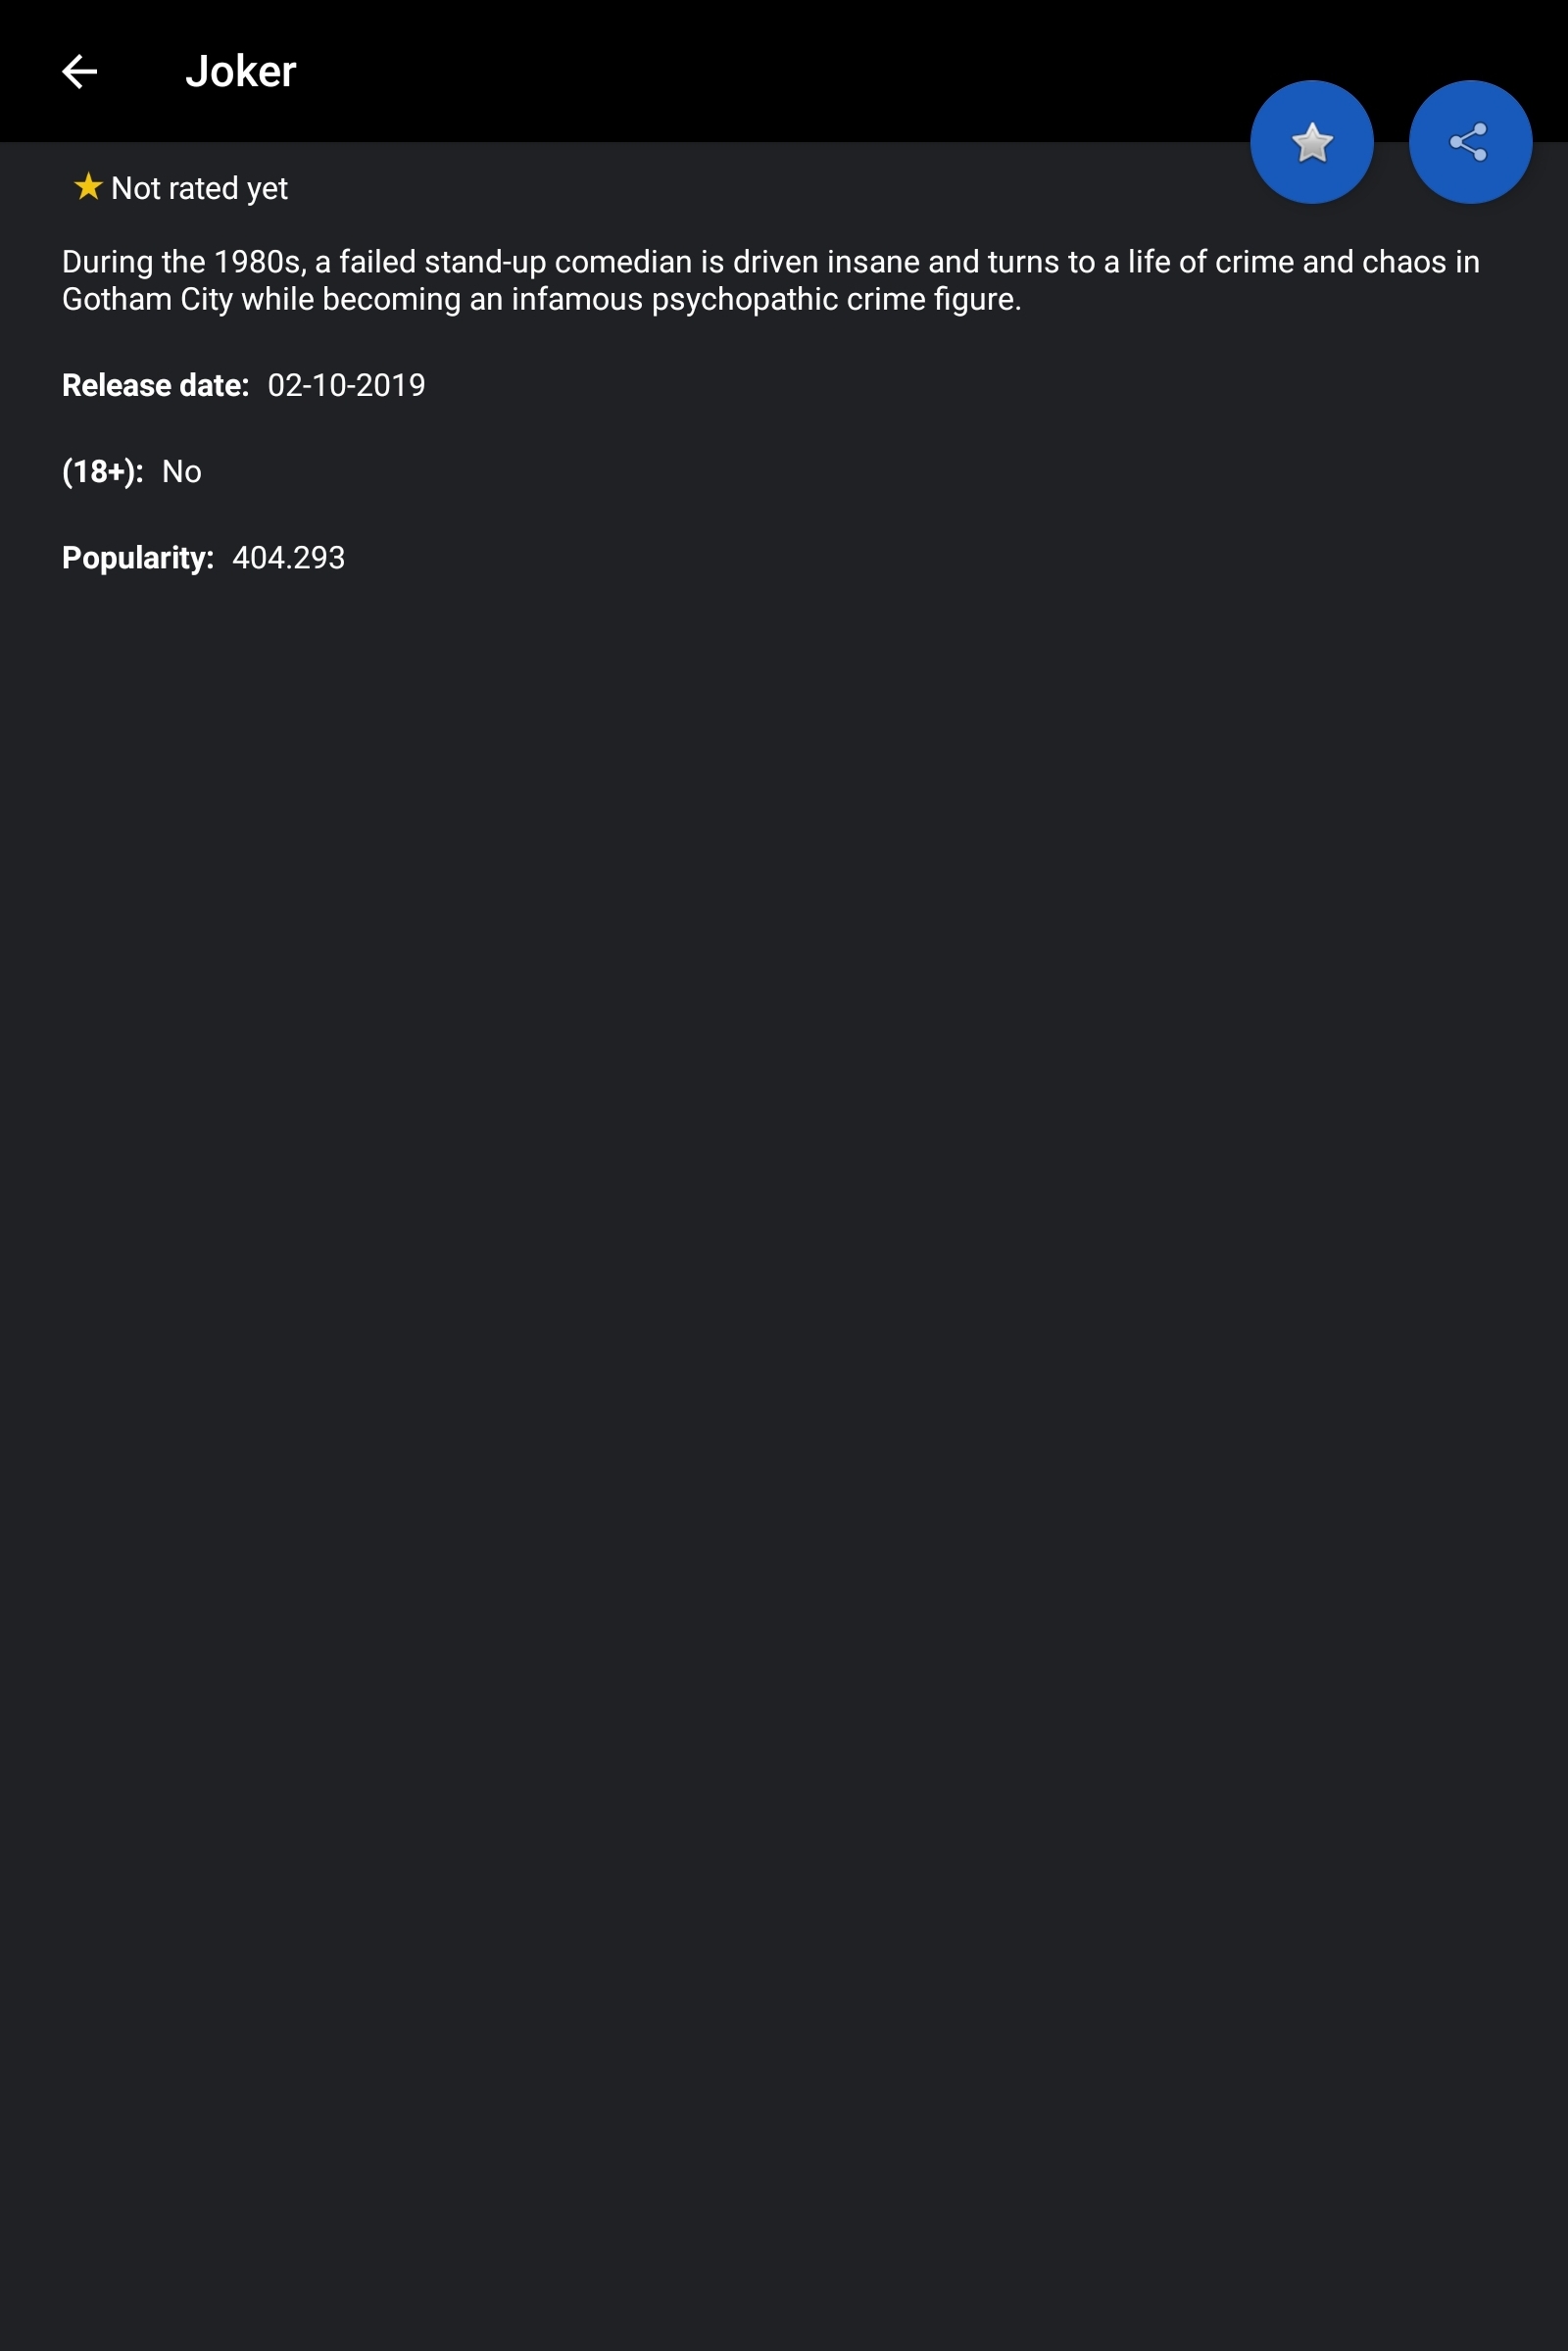 Joker
Not rated yet
During the 1980s, a failed stand-up comedian is driven insane and turns to a life of crime and chaos in
Gotham City while becoming an infamous psychopathic crime figure.
Release date: 02-10-2019
(18+): No
Popularity: 404.293